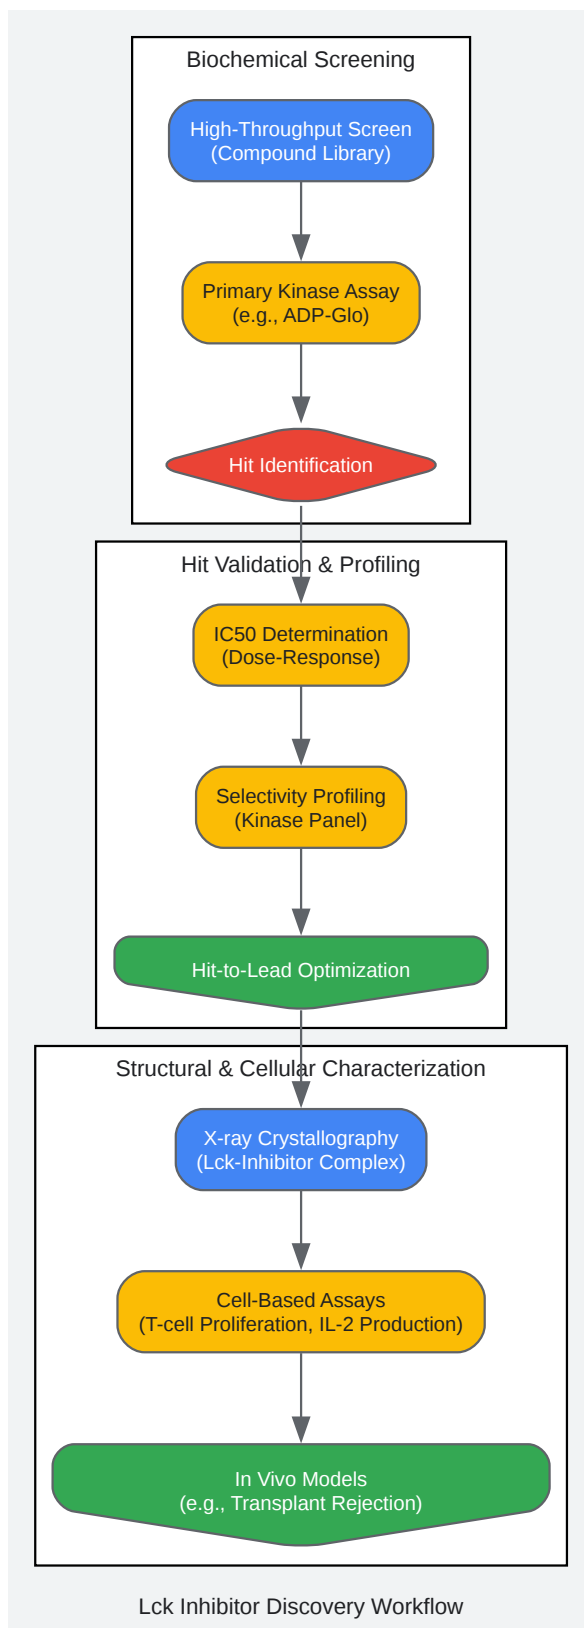 Biochemical Screening
High-Throughput Screen
(Compound Library)
Primary Kinase Assay
(e.g., ADP-Glo)
Hit Identification
Hit Validation & Profiling
IC50 Determination
(Dose-Response)
Selectivity Profiling
(Kinase Panel)
Hit-to-Lead Optimization
Structural & Cellular Characterization
X-ray Crystallography
(Lck-Inhibitor Complex)
Cell-Based Assays
(T-cell Proliferation, IL-2 Production)
In Vivo Models
(e.g., Transplant Rejection)
Lck Inhibitor Discovery Workflow